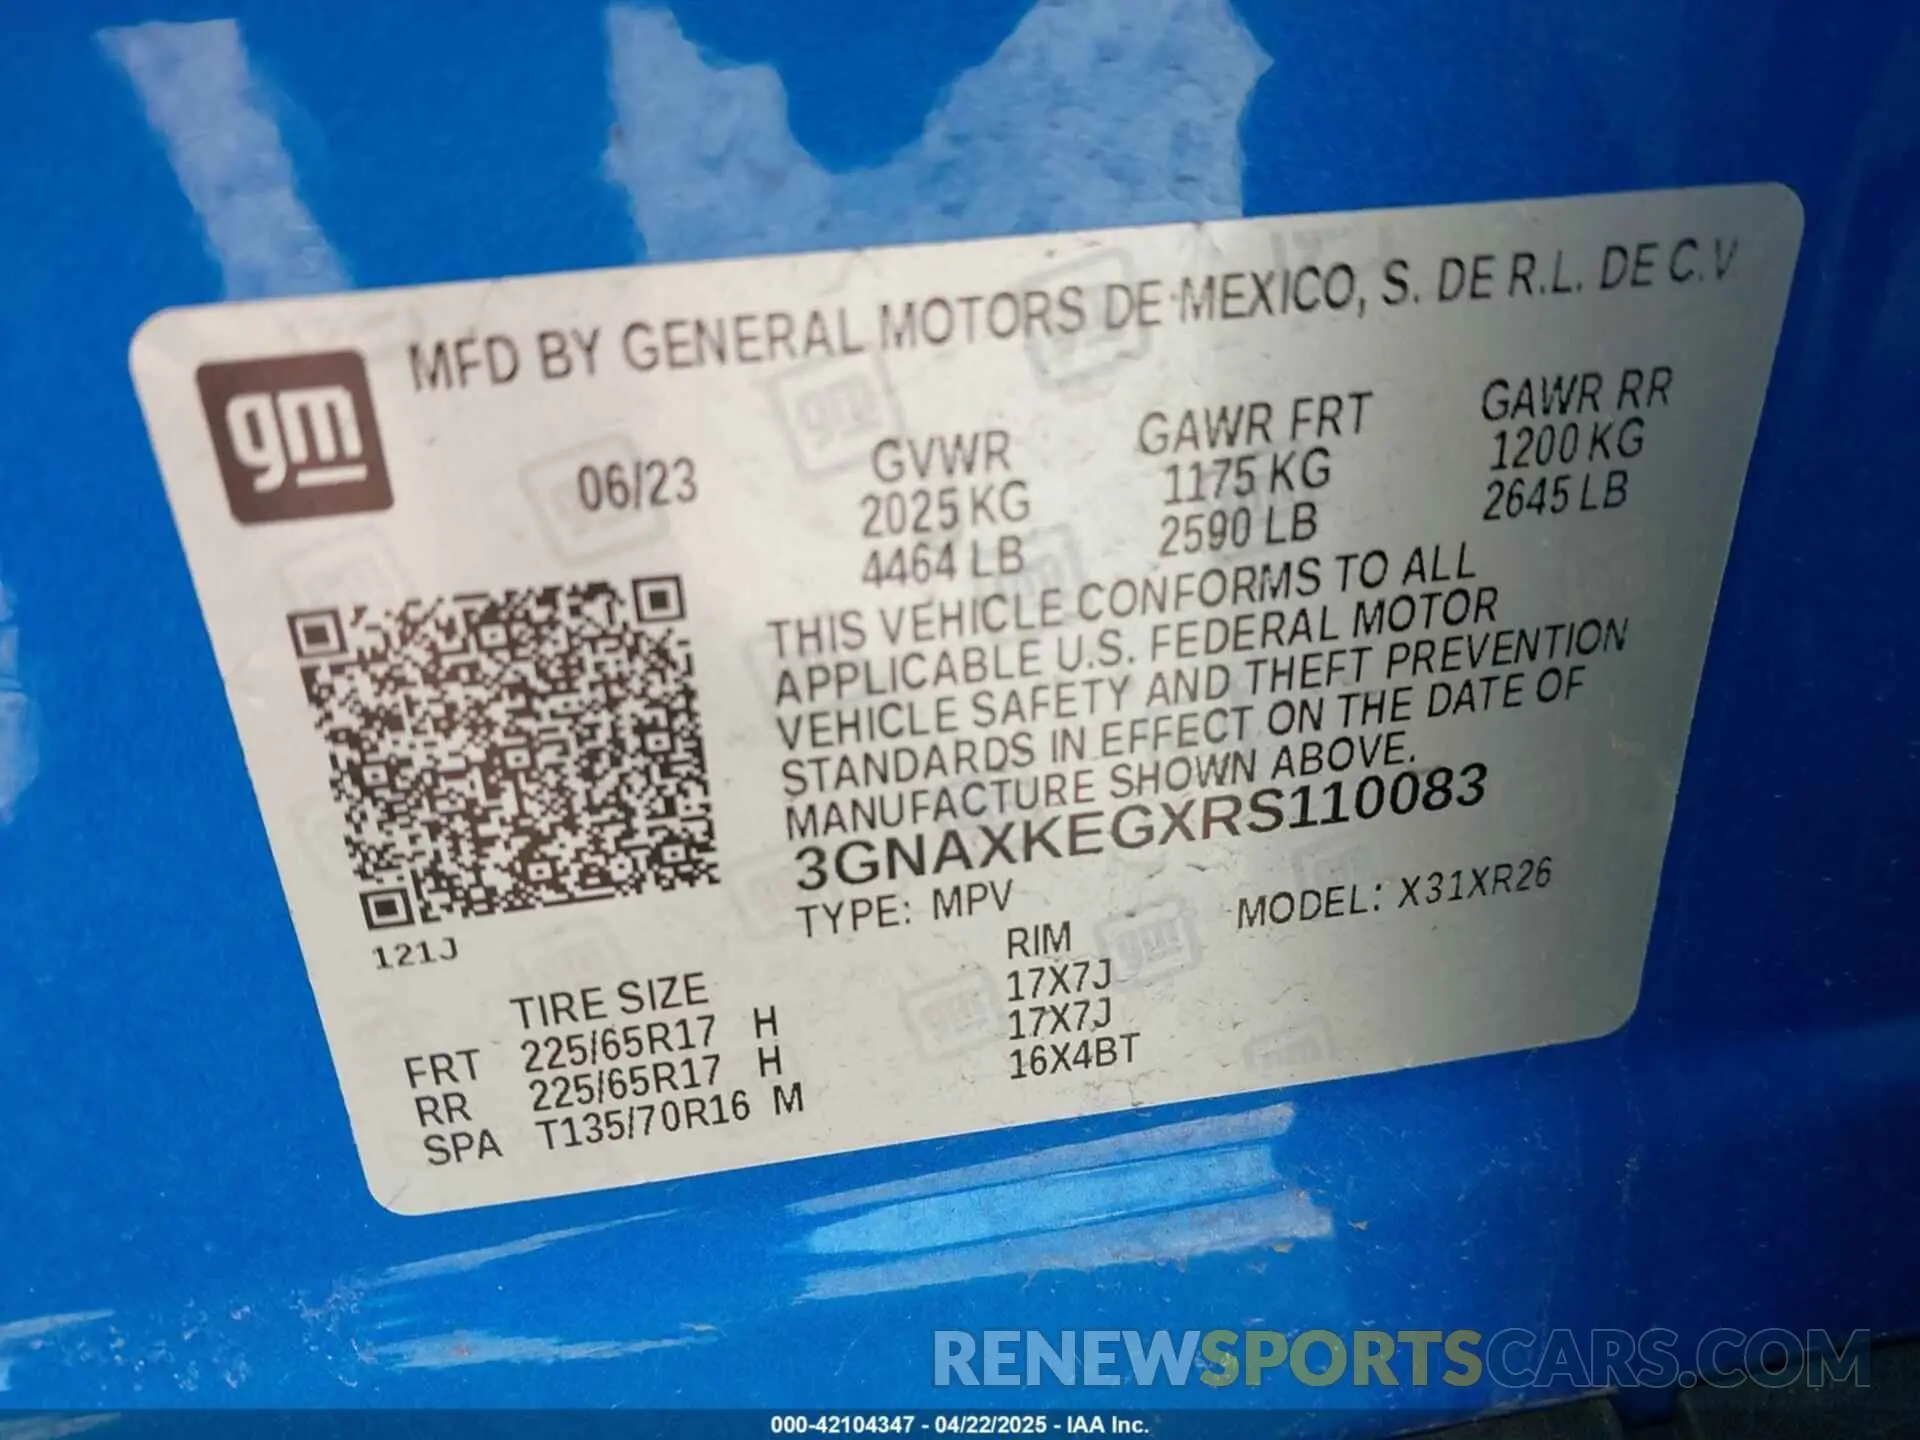 MFD BY GENERAL MOTORS DE MEXICO, S. DE R.L. DE C.V
gm
06/23
GVWR GAWR FRT GAWR RR
2025 KG 1175 KG 1200 KG
4464 LB 2590 LB 2645 LB
THIS VEHICLE CONFORMS TO ALL
APPLICABLE U.S. FEDERAL MOTOR
VEHICLE SAFETY AND THEFT PREVENTION
STANDARDS IN EFFECT ON THE DATE OF
MANUFACTURE SHOWN ABOVE.
3GNAXKEGXRS110083
TYPE: MPV MODEL: X31XR26
121J
TIRE SIZE RIM
FRT 225/65R17 H 17X7J
RR 225/65R17 H 17X7J
SPA T135/70R16 M 16X4BT
RENEWSPORTSCARS.COM
000-42104347 - 04/22/2025 - IAA Inc.